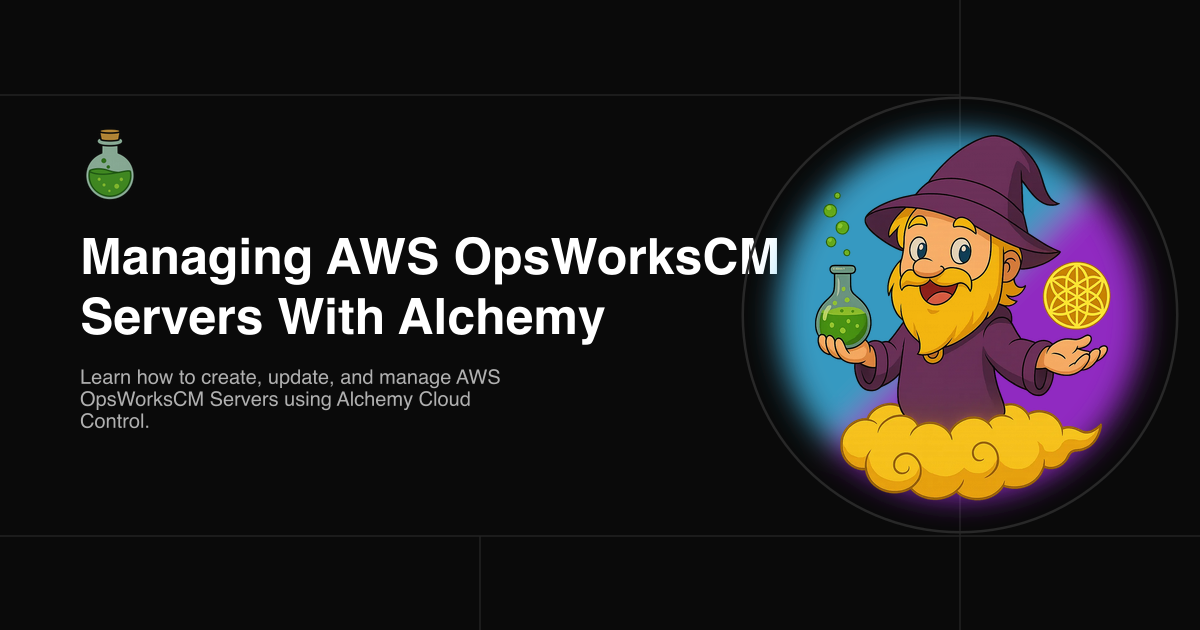 Managing AWS OpsWorksCM
Servers With Alchemy
Learn how to create, update, and manage AWS
OpsWorksCM Servers using Alchemy Cloud
Control.